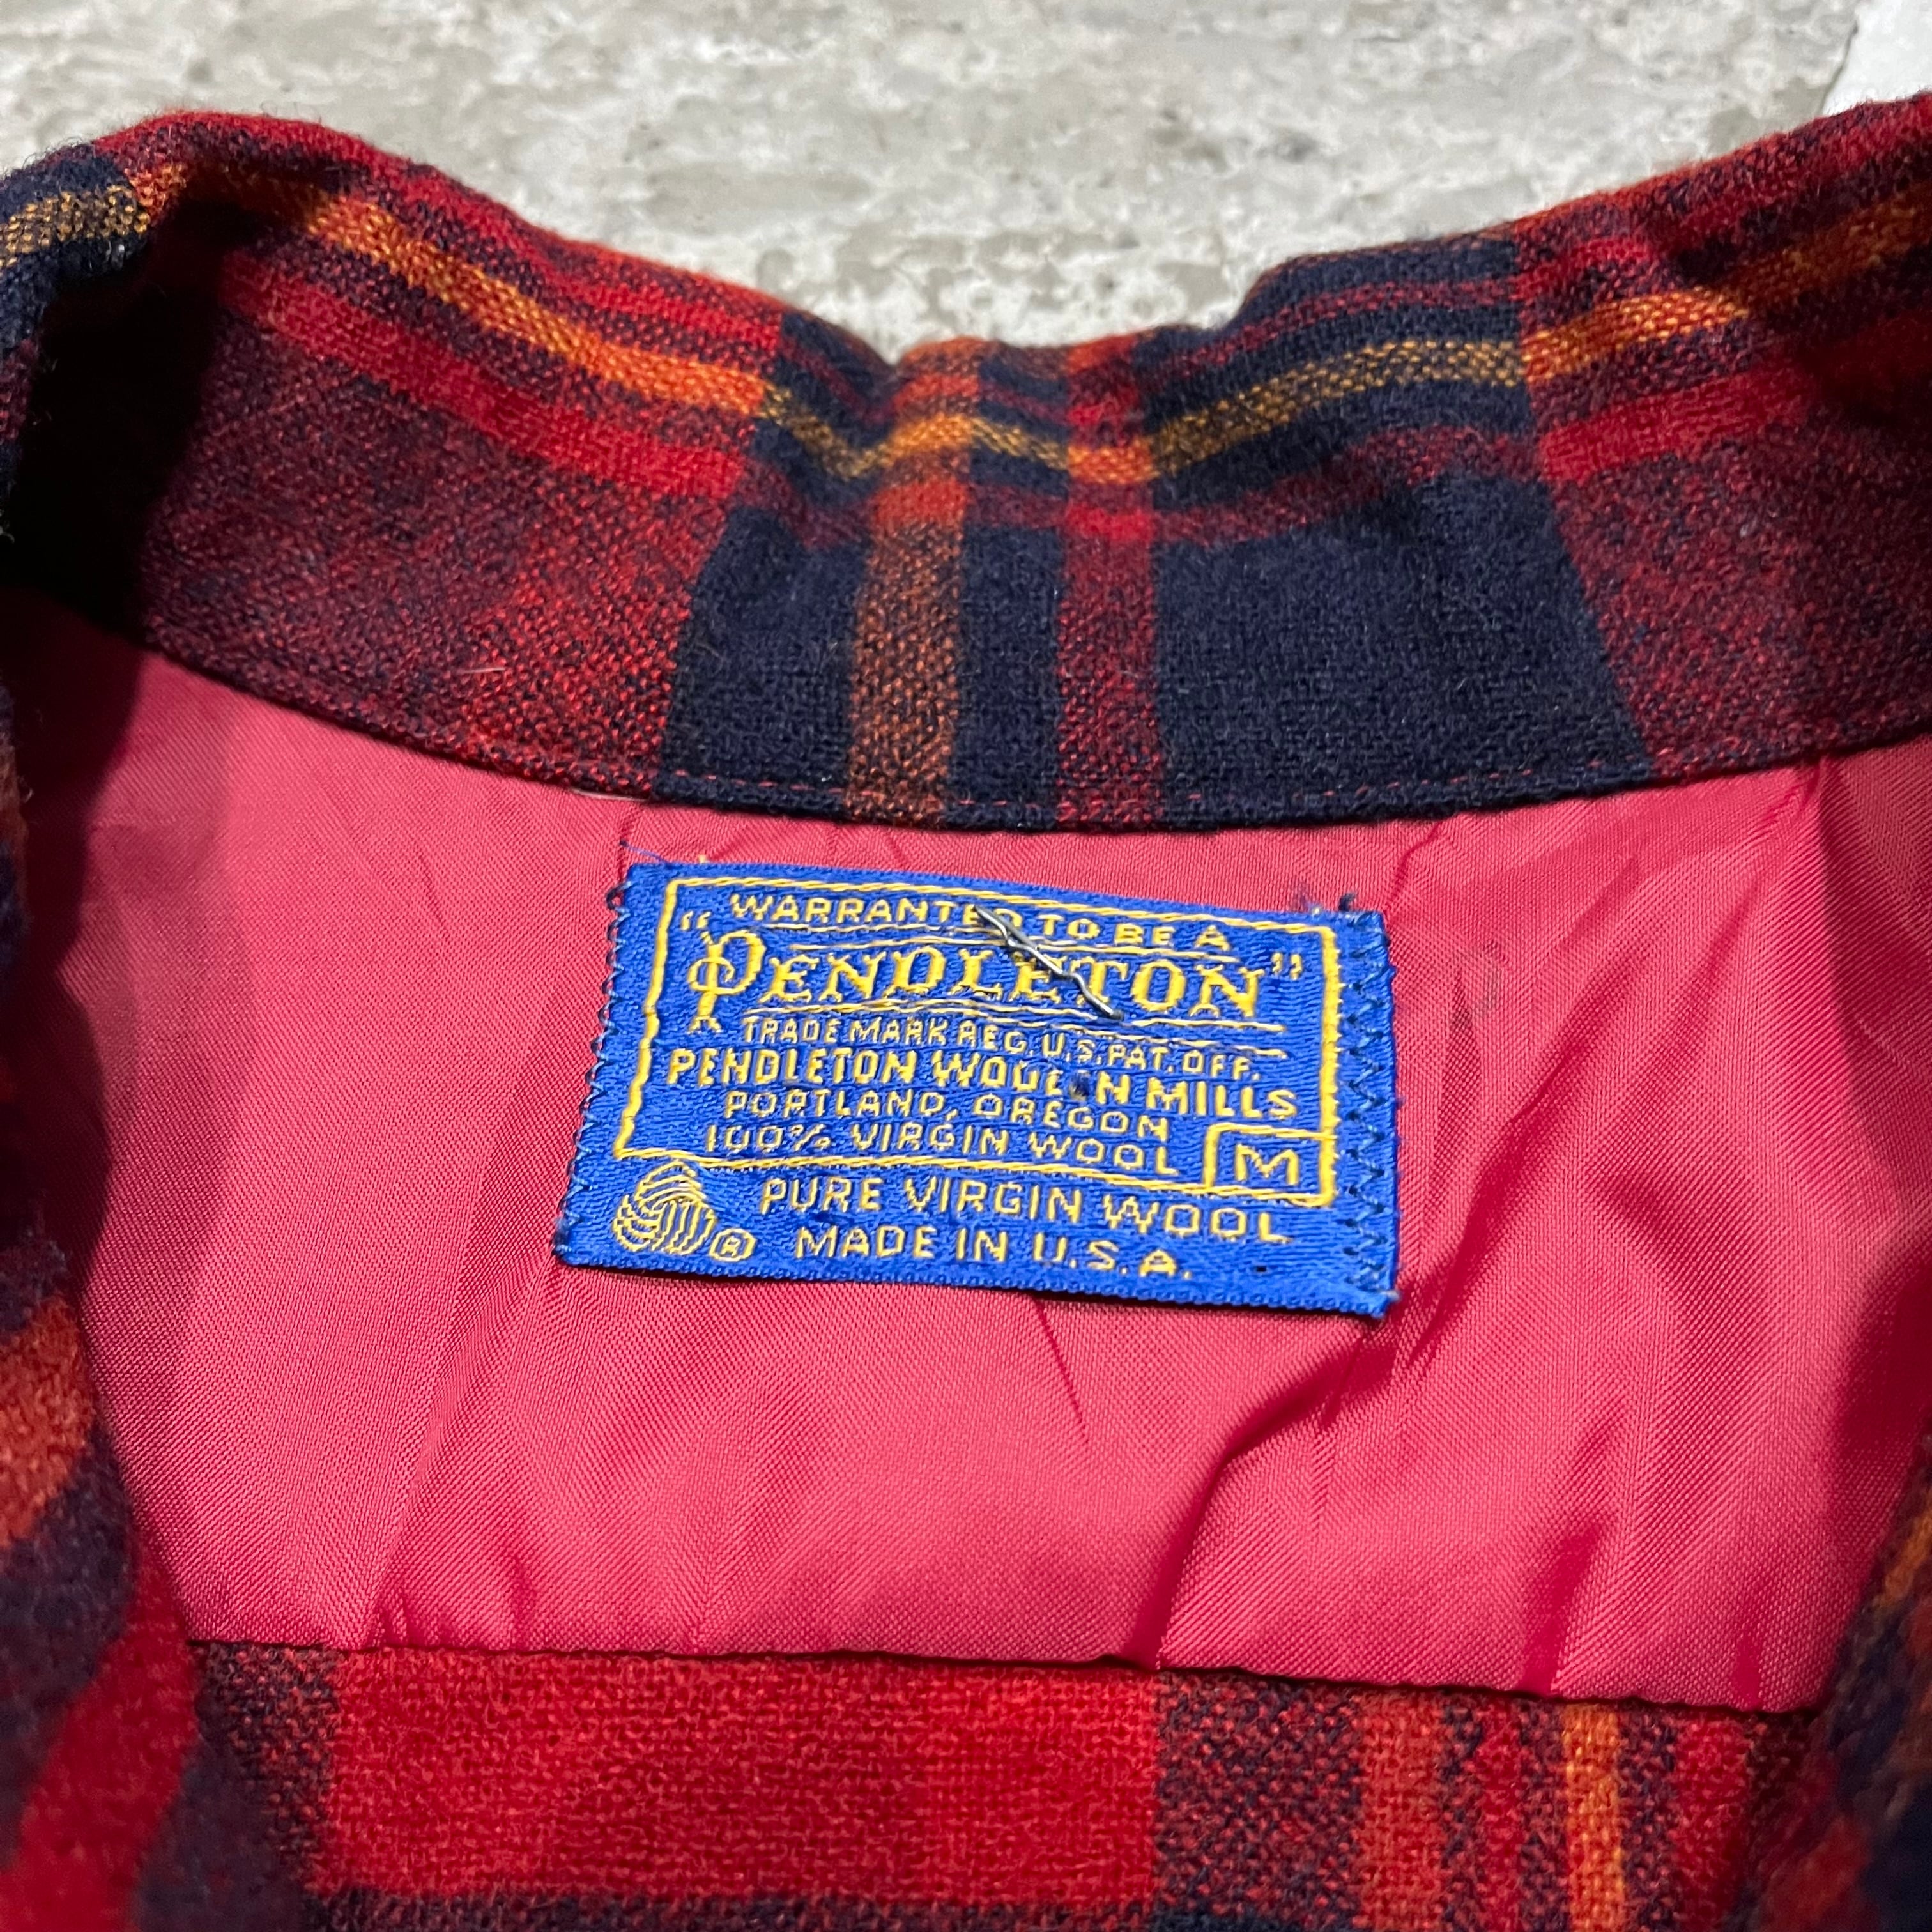 WARRANTED TO BE A
"PENDLETON"
TRADE MARK REG. U.S. PAT. OFF.
PENDLETON WOOLEN MILLS
PORTLAND, OREGON
100% VIRGIN WOOL M
PURE VIRGIN WOOL
® MADE IN U.S.A.